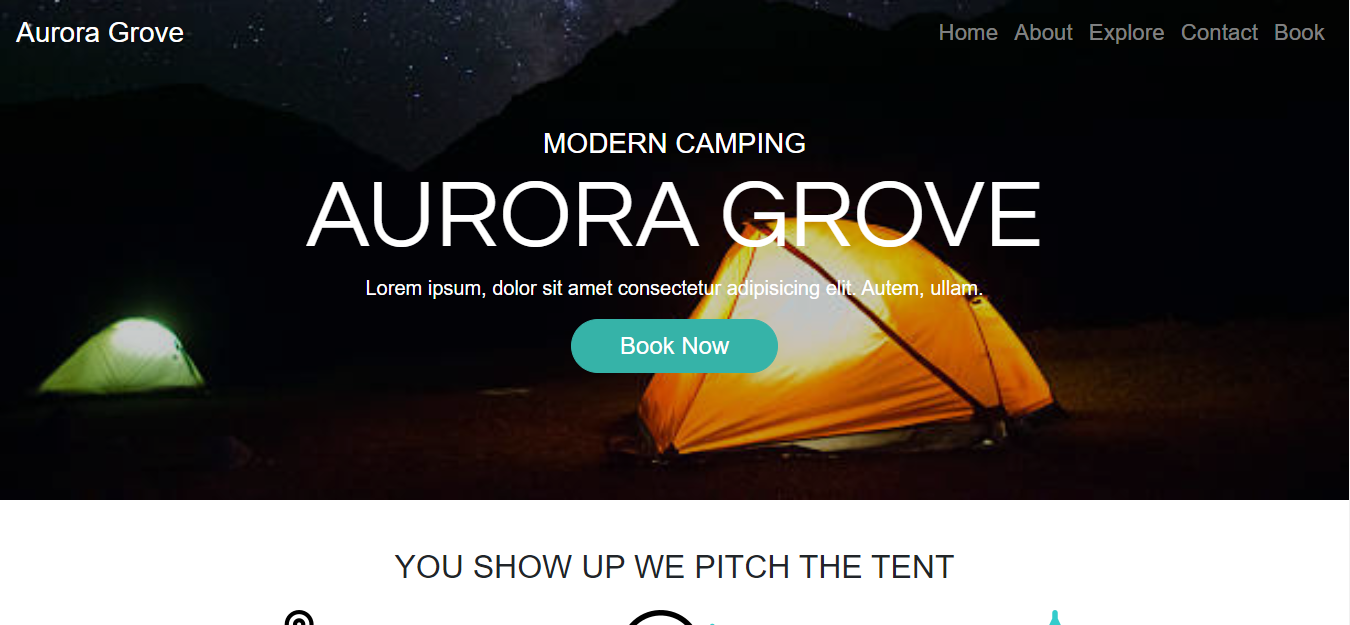 Aurora Grove
Home About Explore Contact Book
MODERN CAMPING
AURORA GROVE
Lorem ipsum, dolor sit amet consectetur adipisicing elit. Autem, ullam.
Book Now
YOU SHOW UP WE PITCH THE TENT